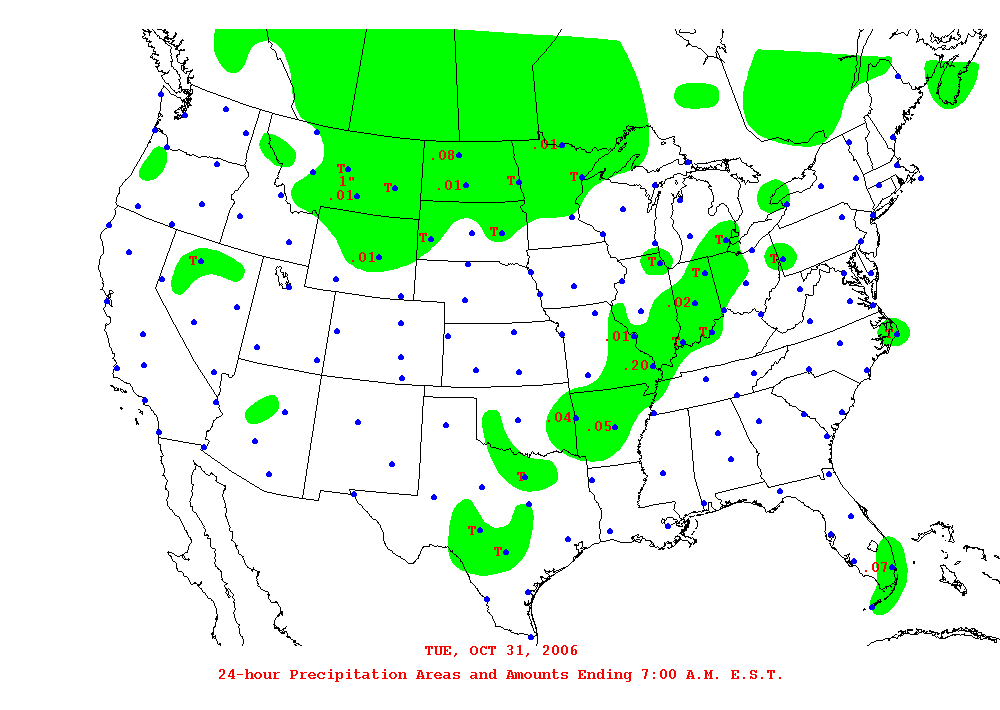 .01
.08
T
1"
.01
T
.01
T
T
.01
T
T
T
T
T
T
T
.02
.01
T
T
T
.20
.04
.05
T
T
T
.07
TUE, OCT 31, 2006
24-hour Precipitation Areas and Amounts Ending 7:00 A.M. E.S.T.